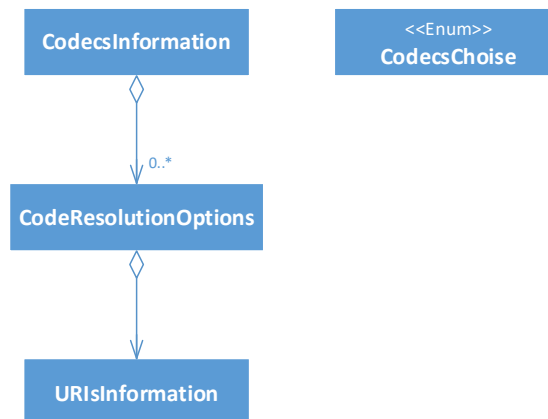 CodecsInformation
<<Enum>>
CodecsChoise
0..*
CodeResolutionOptions
URIsInformation